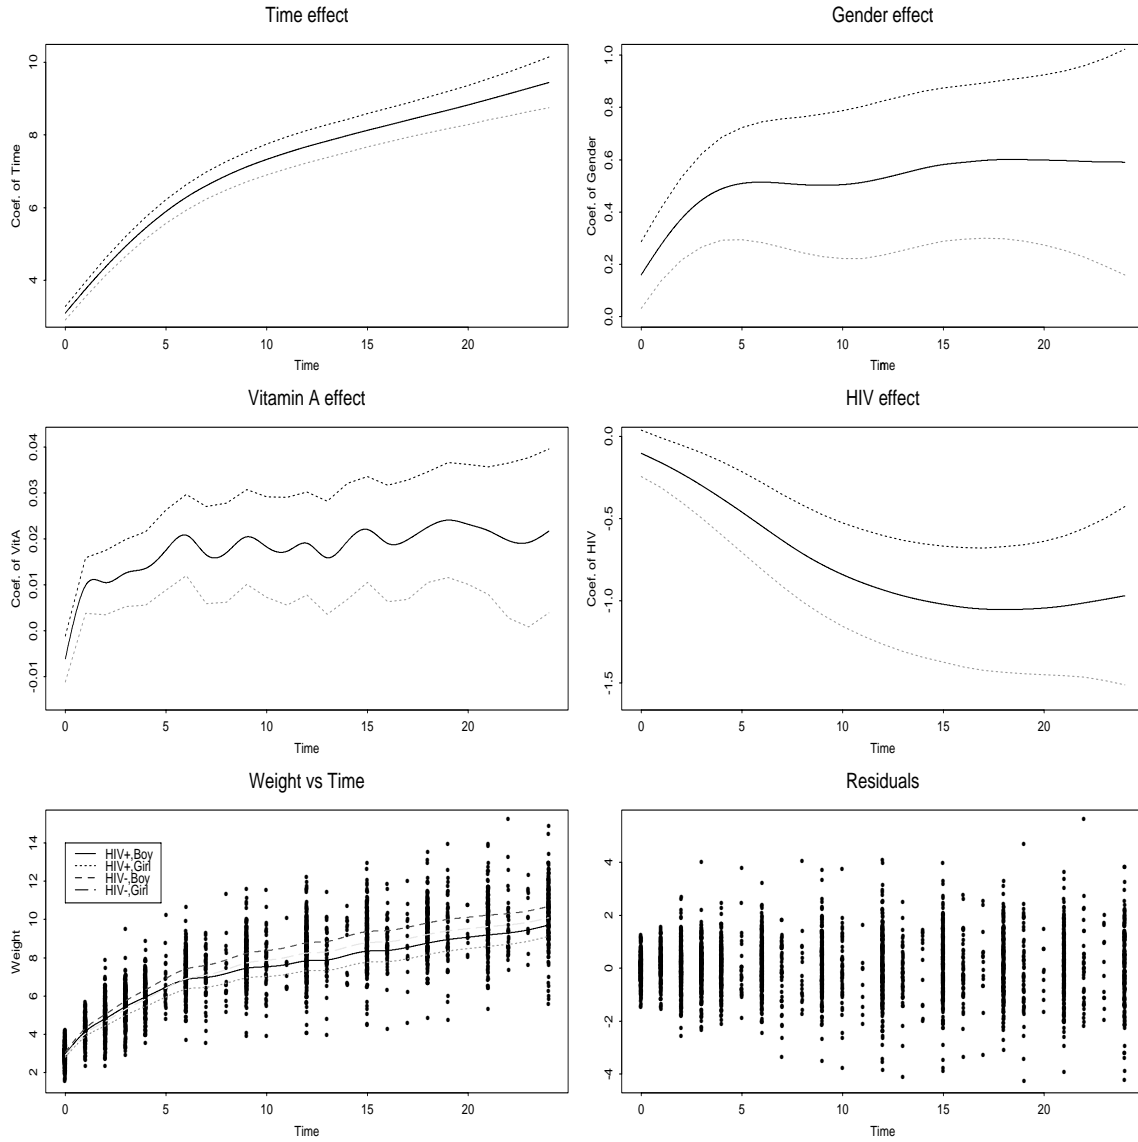 Time effect
Coef. of Time
4
6
8
10
0
5
10
15
20
Time
Gender effect
Coef. of Gender
0.0
0.2
0.4
0.6
0.8
1.0
0
5
10
15
20
Time
Vitamin A effect
Coef. of VitA
-0.01
0.0
0.01
0.02
0.03
0.04
0
5
10
15
20
Time
HIV effect
Coef. of HIV
-1.5
-1.0
-0.5
0.0
0
5
10
15
20
Time
Weight vs Time
Weight
2
4
6
8
10
12
14
HIV+,Boy
HIV+,Girl
HIV-,Boy
HIV-,Girl
0
5
10
15
20
Time
Residuals
-4
-2
0
2
4
0
5
10
15
20
Time